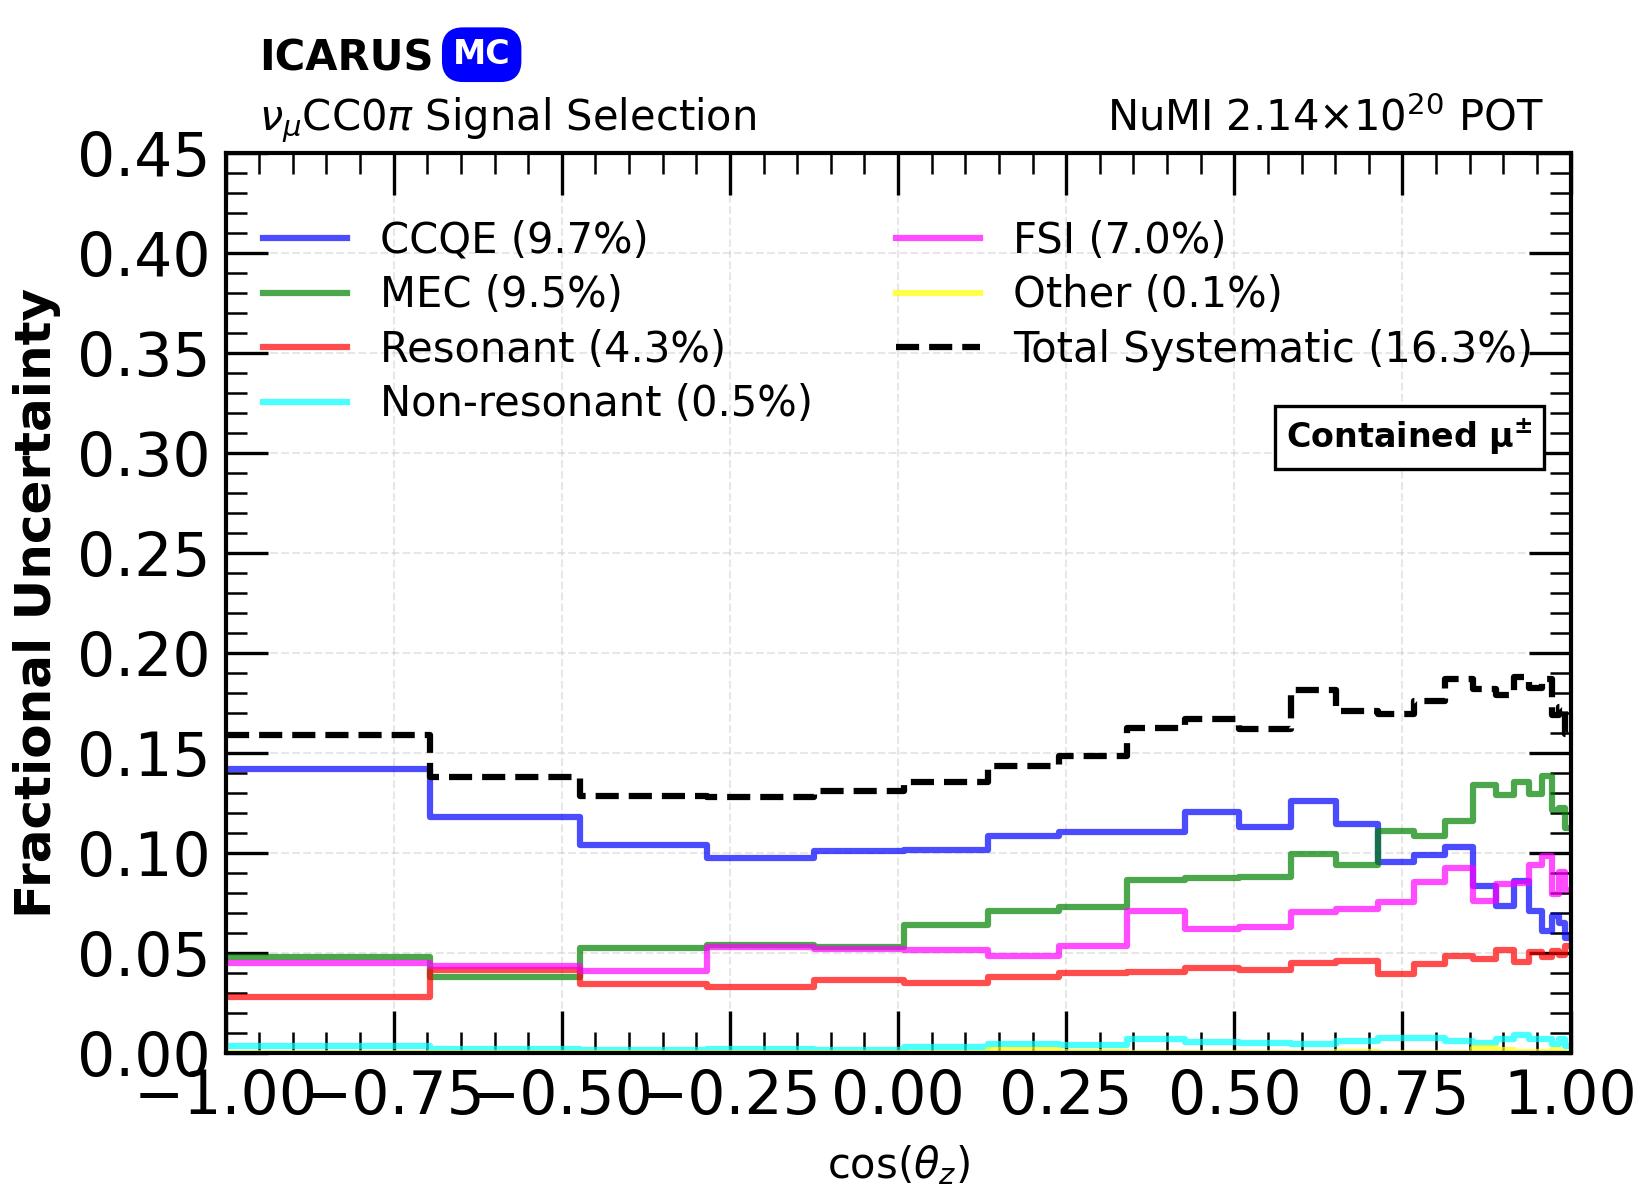 ICARUS MC
νμCC0π Signal Selection
NuMI 2.14×10²⁰ POT
0.45
0.40
0.35
0.30
0.25
0.20
0.15
0.10
0.05
0.00
Fractional Uncertainty
CCQE (9.7%)
MEC (9.5%)
Resonant (4.3%)
Non-resonant (0.5%)
FSI (7.0%)
Other (0.1%)
Total Systematic (16.3%)
Contained μ±
−1.00 −0.75 −0.50 −0.25 0.00 0.25 0.50 0.75 1.00
cos(θz)